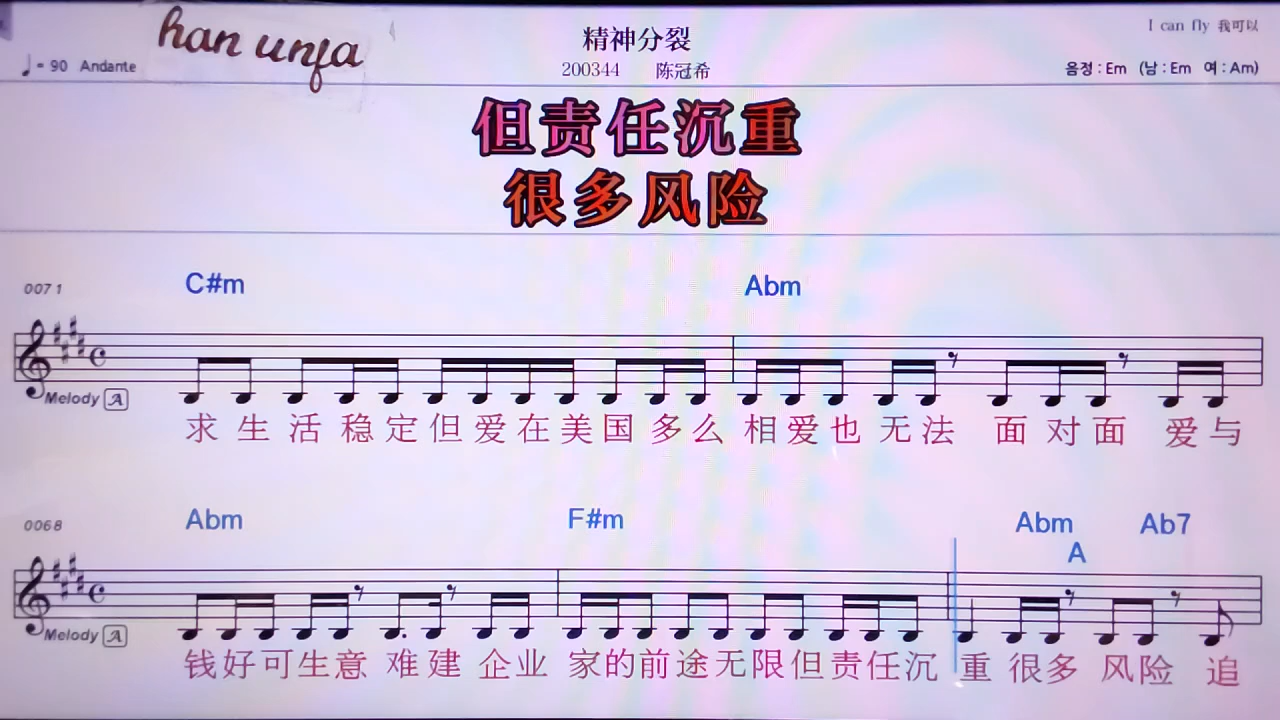 han unfa
♩= 90 Andante
精神分裂
200344 陈冠希
I can fly 我可以
음정 : Em (남 : Em 여 : Am)
但责任沉重
很多风险
0071
C#m Abm
Melody A
求生活稳定但爱在美国多么相爱也无法 面对面 爱与
0068
Abm F#m Abm Ab7
A
Melody A
钱好可生意 难建 企业 家的前途无限但责任沉 重 很多 风险 追